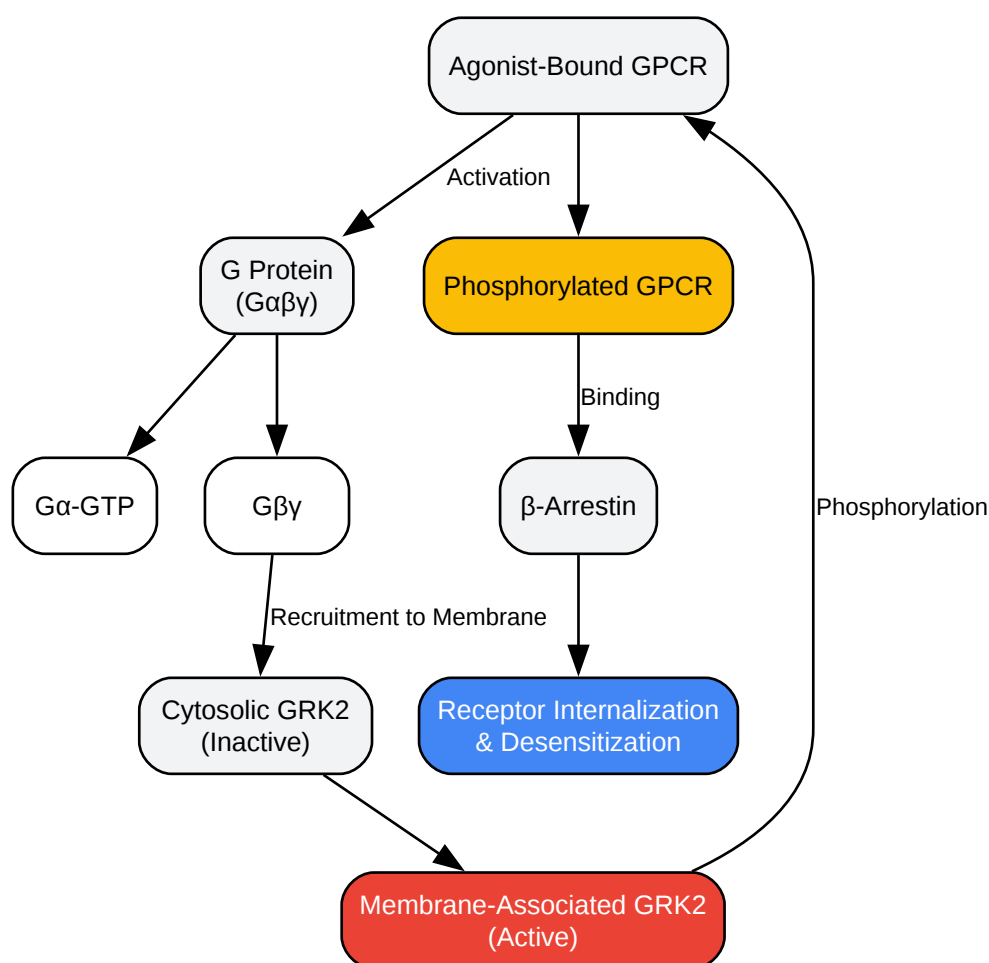 Agonist-Bound GPCR
Activation
G Protein
(Gαβγ)
Phosphorylated GPCR
Binding
Gα-GTP
Gβγ
β-Arrestin
Phosphorylation
Recruitment to Membrane
Cytosolic GRK2
(Inactive)
Receptor Internalization
& Desensitization
Membrane-Associated GRK2
(Active)